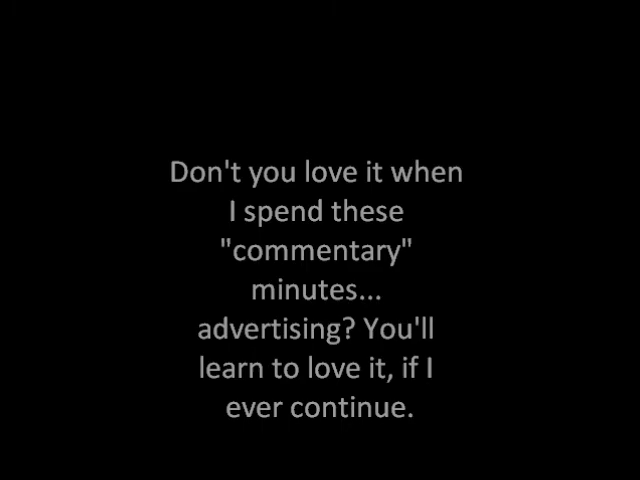 Don't you love it when
I spend these
"commentary"
minutes...
advertising? You'll
learn to love it, if I
ever continue.